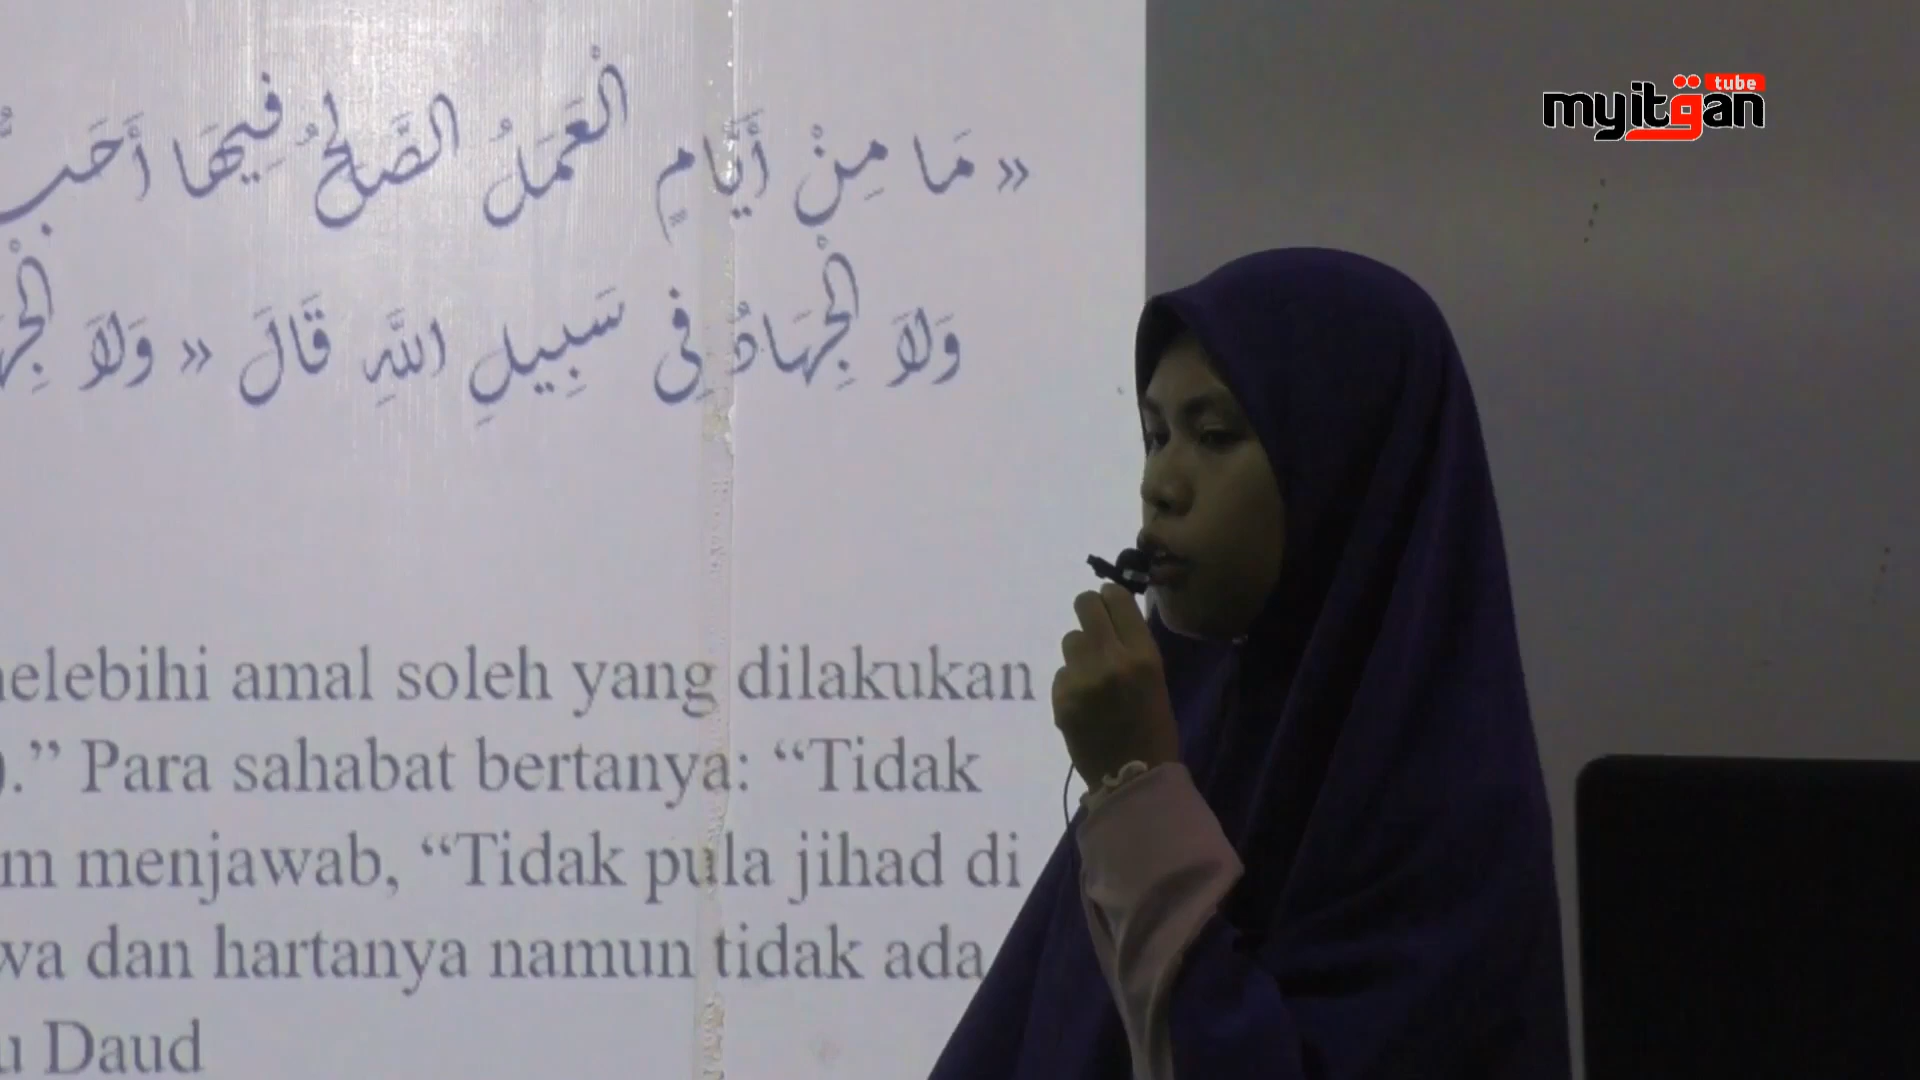 « مَا مِنْ أَيَّامٍ الْعَمَلُ الصَّالِحُ فِيهَا أَحَبُّ
وَلاَ الْجِهَادُ فِى سَبِيلِ اللَّهِ قَالَ « وَلاَ
melebihi amal soleh yang dilakukan
).” Para sahabat bertanya: “Tidak
menjawab, “Tidak pula jihad di
dan hartanya namun tidak ada
Daud
myitqan tube